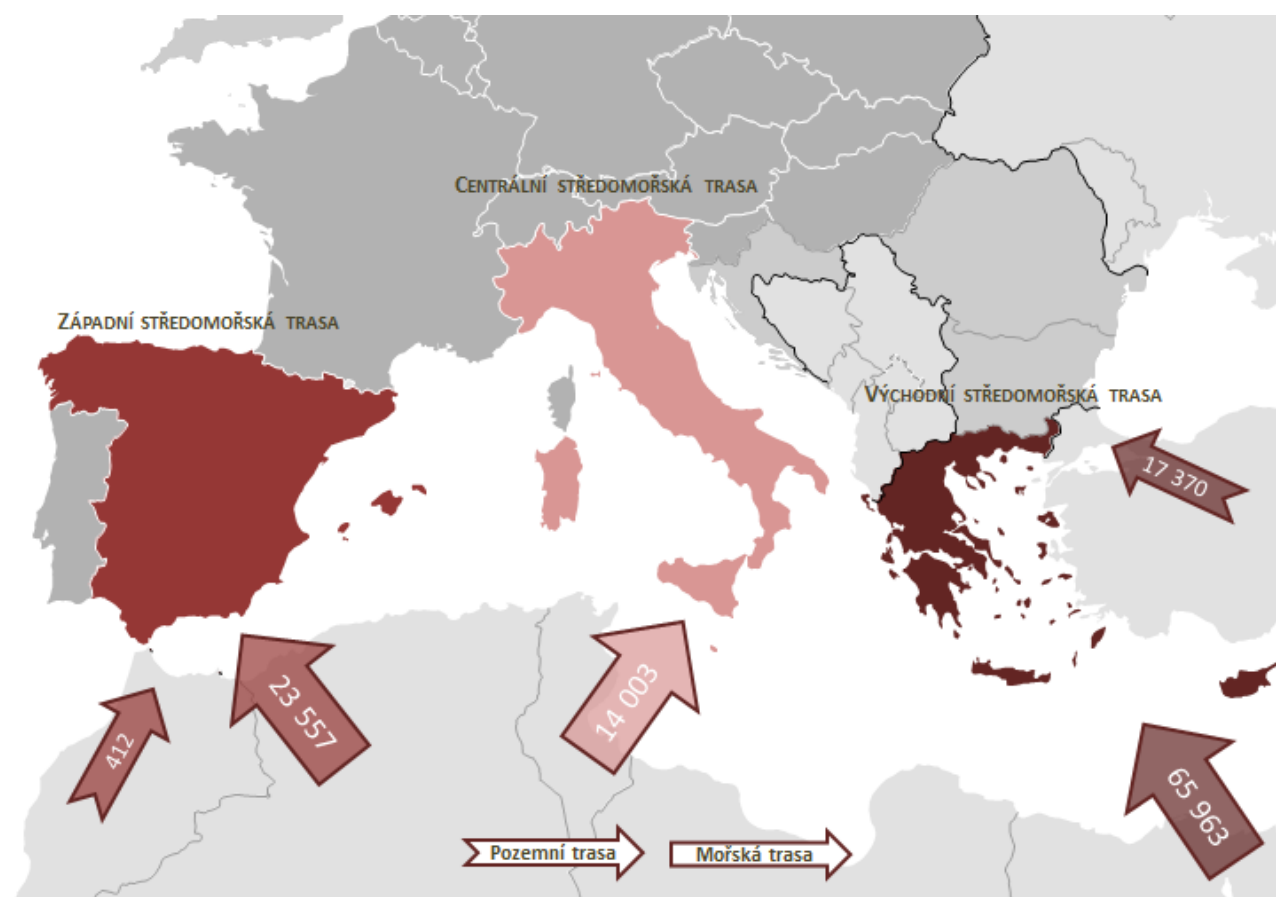 CENTRÁLNÍ STŘEDOMOŘSKÁ TRASA
ZÁPADNÍ STŘEDOMOŘSKÁ TRASA
VÝCHODNÍ STŘEDOMOŘSKÁ TRASA
17 370
412
23 557
14 003
65 963
Pozemní trasa
Mořská trasa